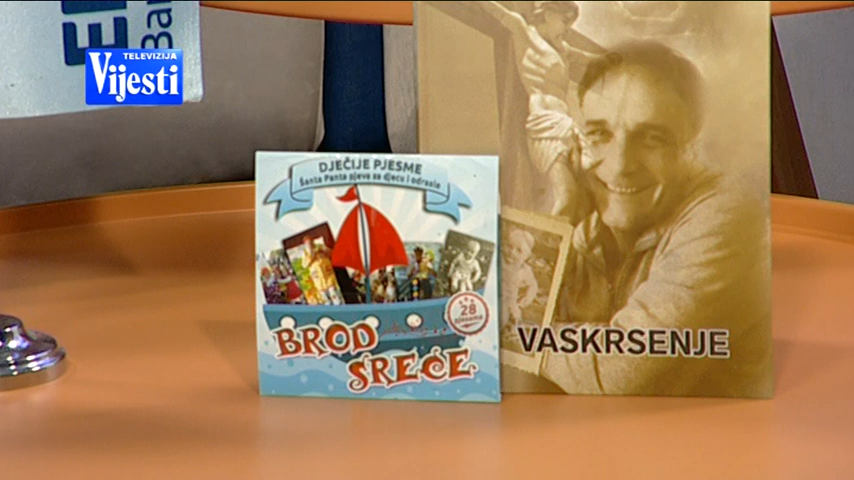 TELEVIZIJA
Vijesti
DJEČIJE PJESME
Šanta Panta pjeva za djecu i odrasle
28
BROD
SREĆE
VASKRSENJE